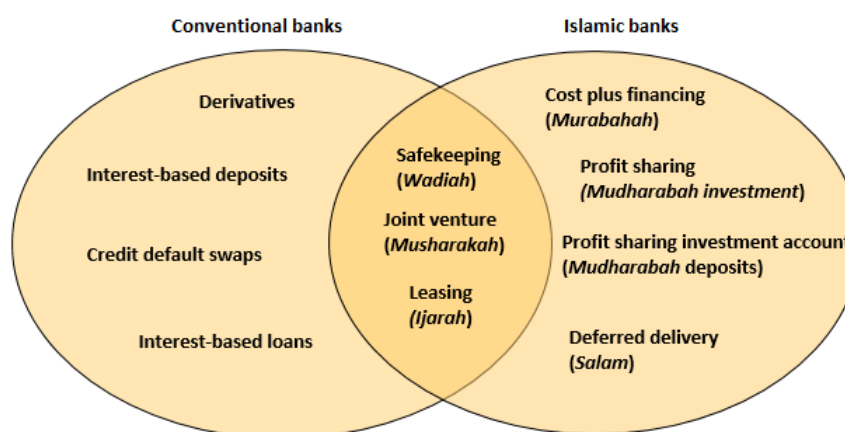 Conventional banks
Islamic banks
Derivatives
Interest-based deposits
Credit default swaps
Interest-based loans
Safekeeping
(Wadiah)
Joint venture
(Musharakah)
Leasing
(Ijarah)
Cost plus financing
(Murabahah)
Profit sharing
(Mudharabah investment)
Profit sharing investment account
(Mudharabah deposits)
Deferred delivery
(Salam)